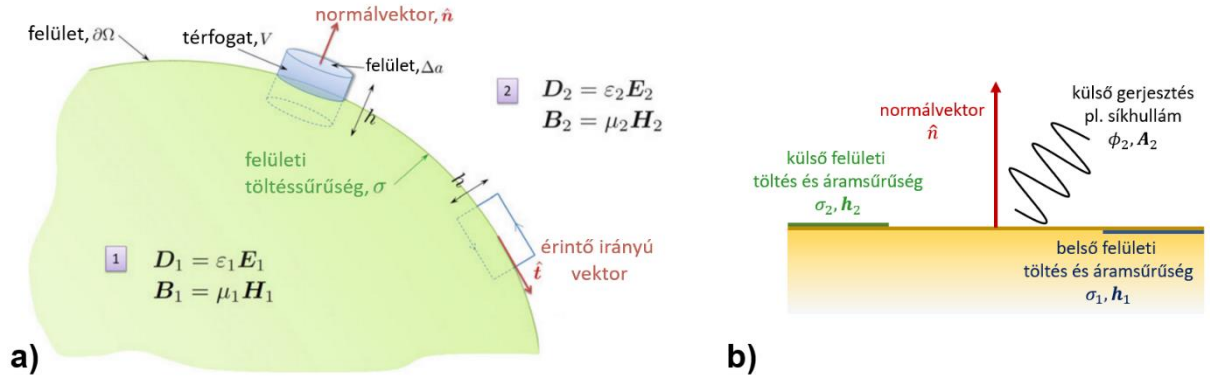 normálvektor, n̂
felület, ∂Ω
térfogat, V
felület, Δa
h
2
D₂ = ε₂E₂
B₂ = μ₂H₂
felületi
töltéssűrűség, σ
h
1
D₁ = ε₁E₁
B₁ = μ₁H₁
érintő irányú
vektor
t̂
a)
normálvektor
n̂
külső gerjesztés
pl. síkhullám
ϕ₂, A₂
külső felületi
töltés és áramsűrűség
σ₂, h₂
belső felületi
töltés és áramsűrűség
σ₁, h₁
b)